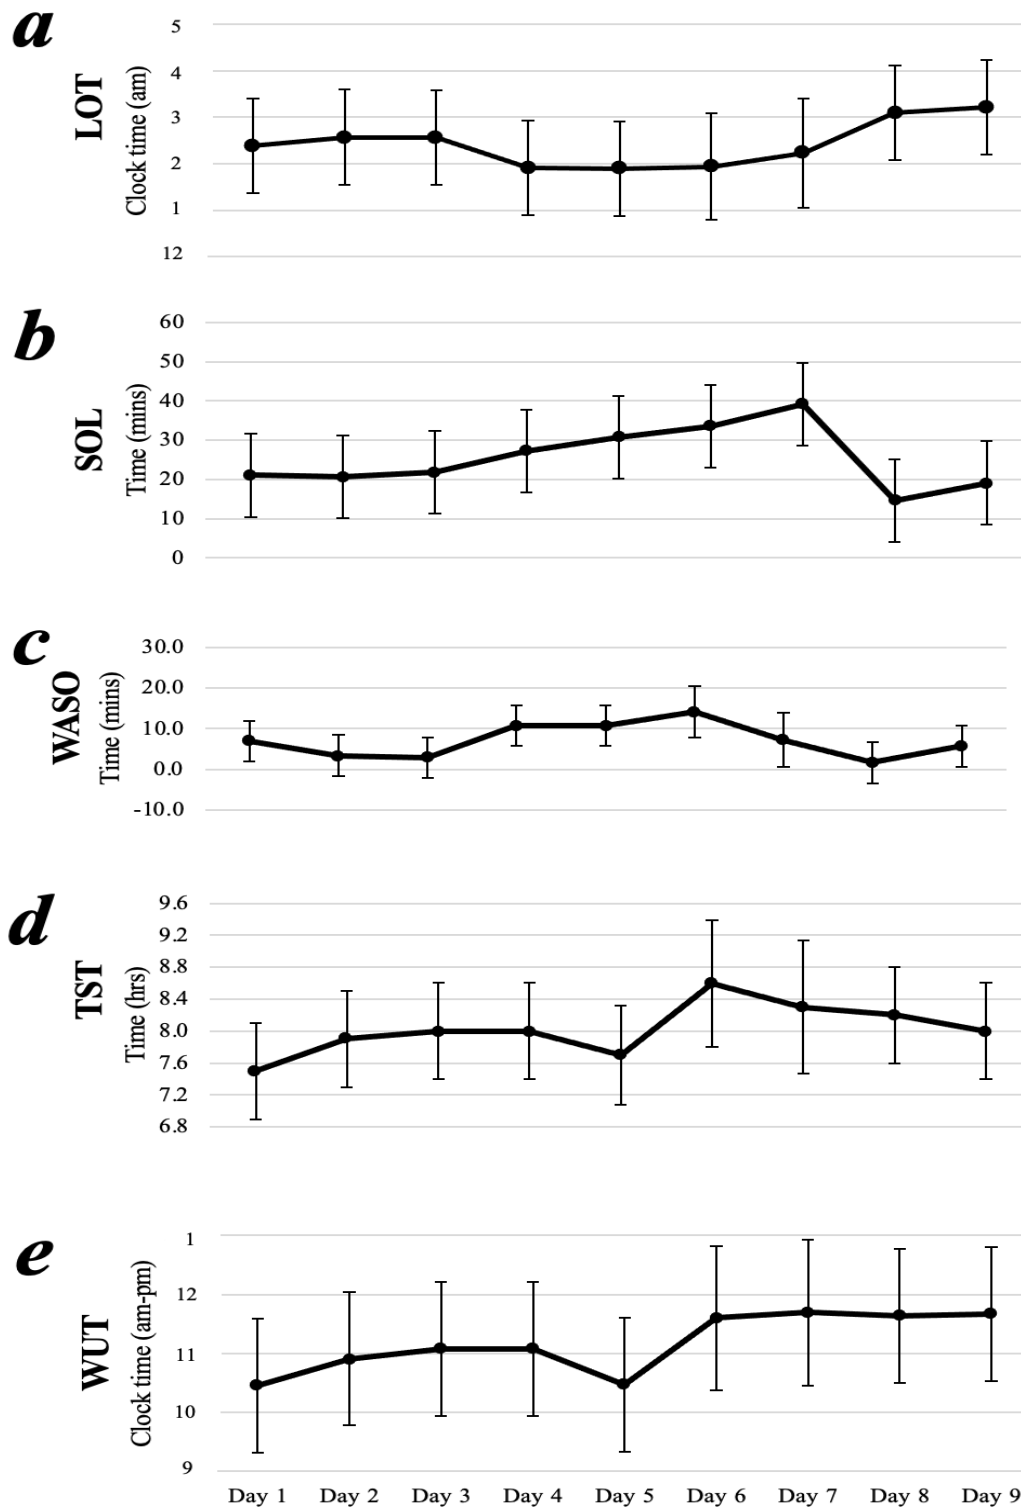 a
LOT
Clock time (am)
5
4
3
2
1
12
b
SOL
Time (mins)
60
50
40
30
20
10
0
c
WASO
Time (mins)
30.0
20.0
10.0
0.0
-10.0
d
TST
Time (hrs)
9.6
9.2
8.8
8.4
8.0
7.6
7.2
6.8
e
WUT
Clock time (am-pm)
1
12
11
10
9
Day 1 Day 2 Day 3 Day 4 Day 5 Day 6 Day 7 Day 8 Day 9